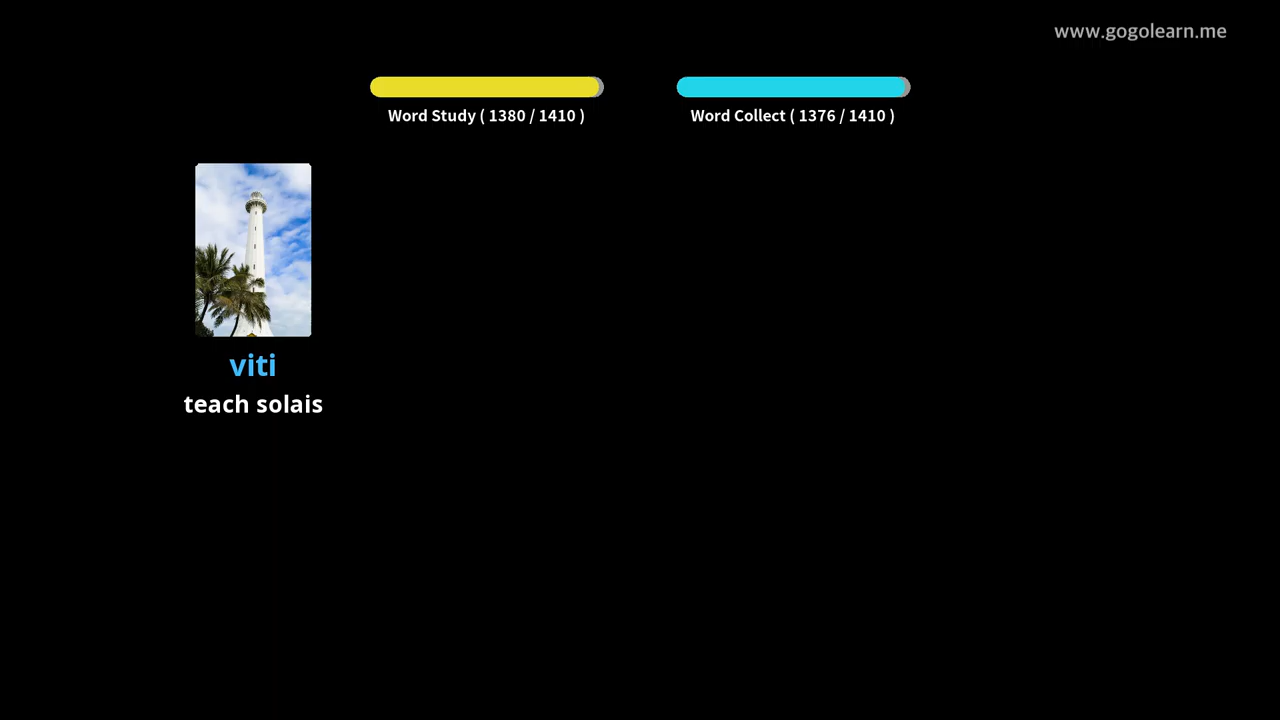 www.gogolearn.me
Word Study ( 1380 / 1410 )
Word Collect ( 1376 / 1410 )
viti
teach solais